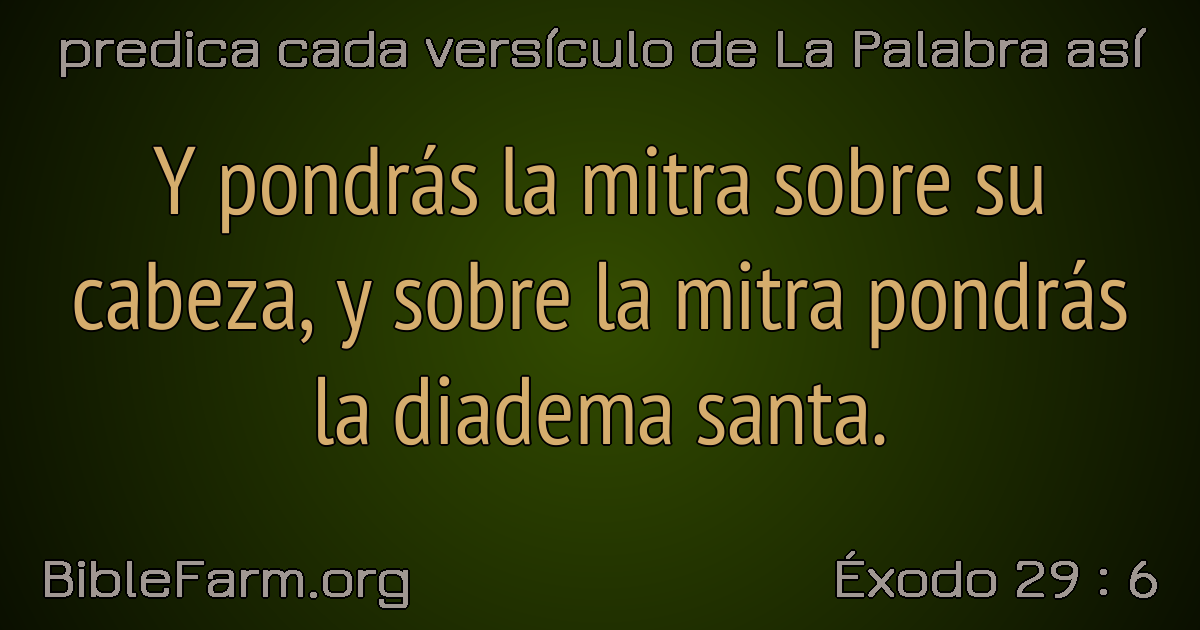 predica cada versículo de La Palabra así
Y pondrás la mitra sobre su
cabeza, y sobre la mitra pondrás
la diadema santa.
BibleFarm.org
Éxodo 29 : 6